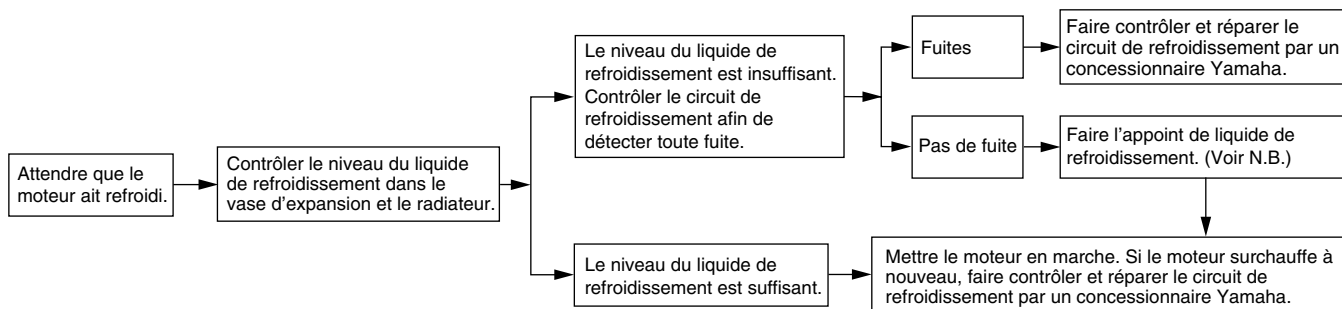 Attendre que le
moteur ait refroidi.
Contrôler le niveau du liquide
de refroidissement dans le
vase d'expansion et le radiateur.
Le niveau du liquide de
refroidissement est insuffisant.
Contrôler le circuit de
refroidissement afin de
détecter toute fuite.
Fuites
Faire contrôler et réparer le
circuit de refroidissement par un
concessionnaire Yamaha.
Pas de fuite
Faire l'appoint de liquide de
refroidissement. (Voir N.B.)
Le niveau du liquide de
refroidissement est suffisant.
Mettre le moteur en marche. Si le moteur surchauffe à
nouveau, faire contrôler et réparer le circuit de
refroidissement par un concessionnaire Yamaha.